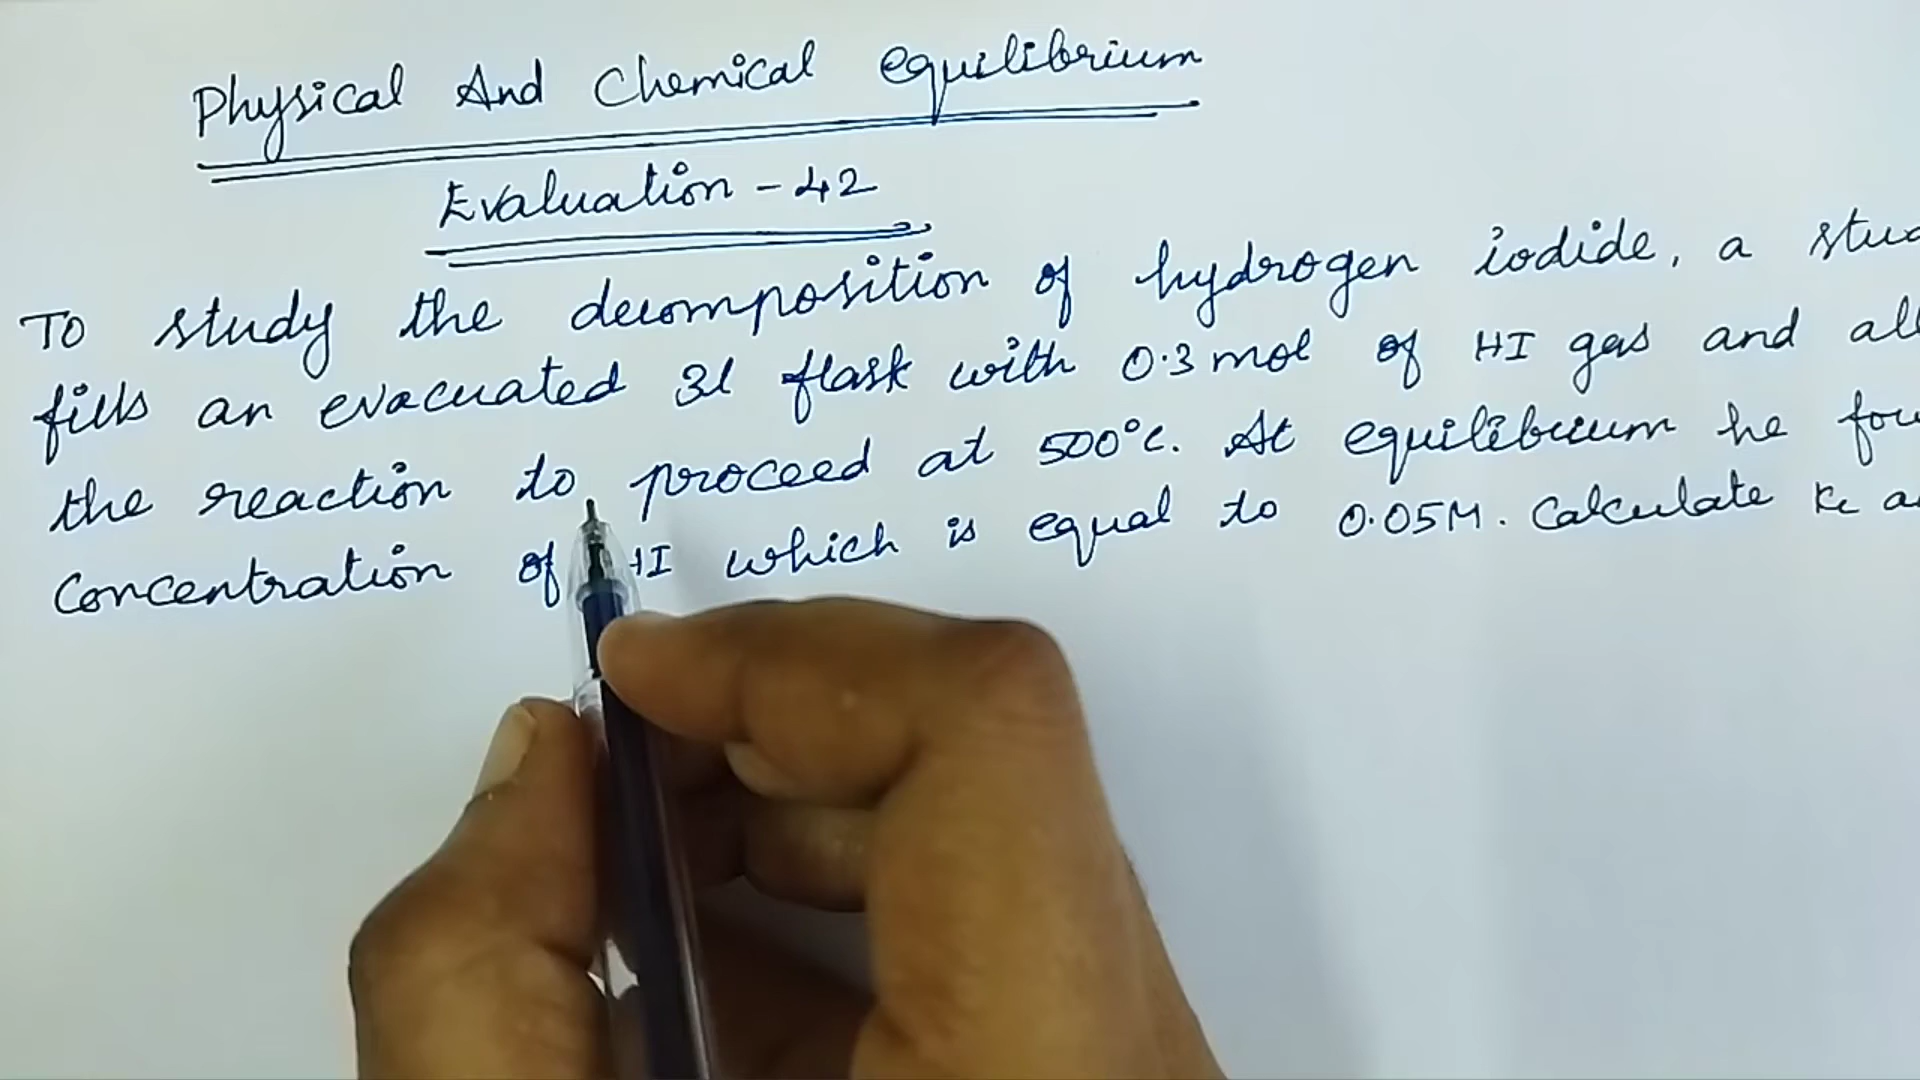 Physical And Chemical equilibrium
Evaluation - 42
To study the decomposition of hydrogen iodide, a
fills an evacuated 3l flask with 0.3 mol of HI gas and
the reaction to proceed at 500°C. At equilibrium he
concentration of HI which is equal to 0.05M. Calculate Kc